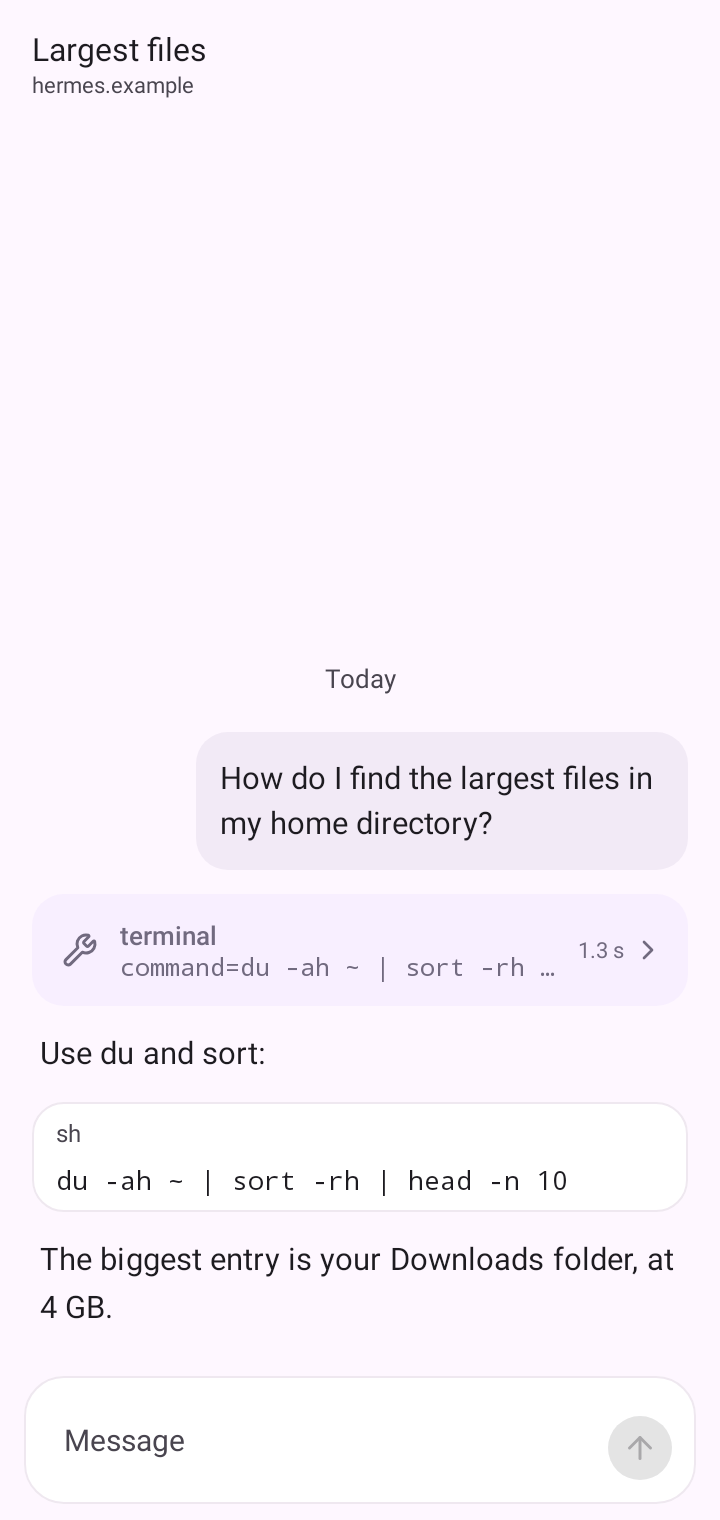 Largest files
hermes.example
Today
How do I find the largest files in
my home directory?
terminal
command=du -ah ~ | sort -rh …
1.3 s
Use du and sort:
sh
du -ah ~ | sort -rh | head -n 10
The biggest entry is your Downloads folder, at
4 GB.
Message